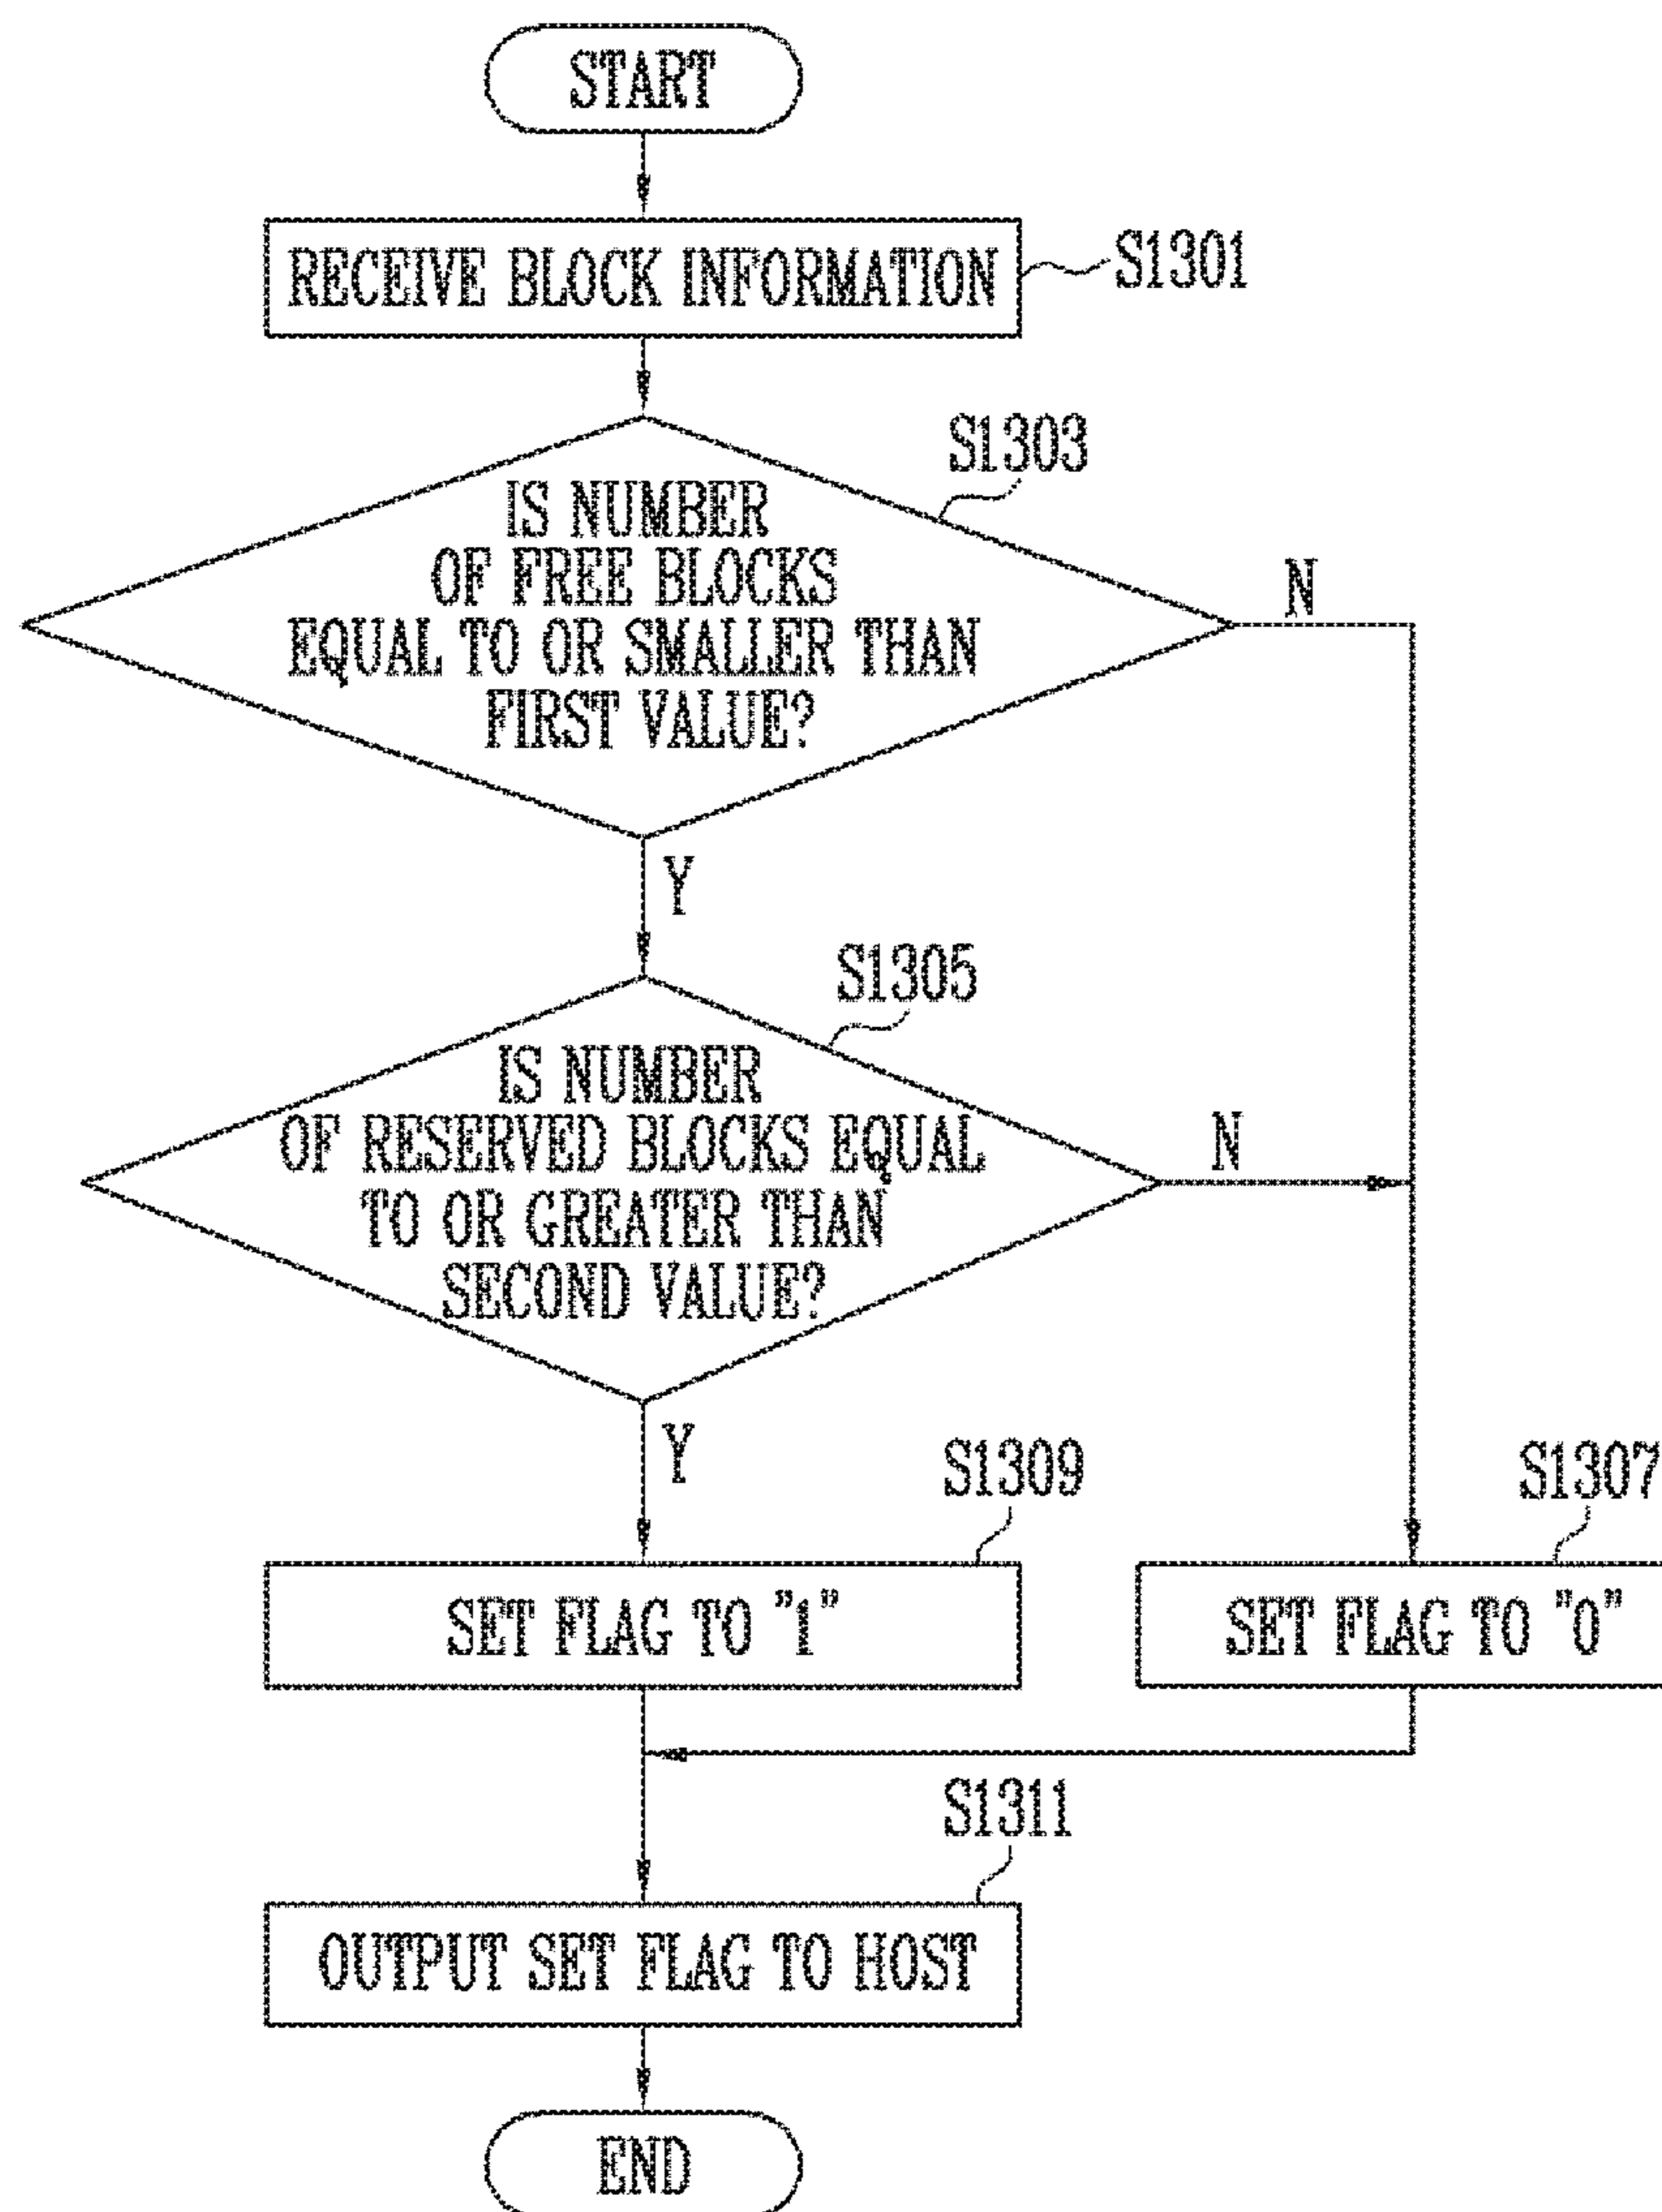 START
RECEIVE BLOCK INFORMATION
S1301
S1303
IS NUMBER
OF FREE BLOCKS
EQUAL TO OR SMALLER THAN
FIRST VALUE?
N
Y
S1305
IS NUMBER
OF RESERVED BLOCKS EQUAL
TO OR GREATER THAN
SECOND VALUE?
N
Y
S1309
SET FLAG TO "1"
S1307
SET FLAG TO "0"
S1311
OUTPUT SET FLAG TO HOST
END